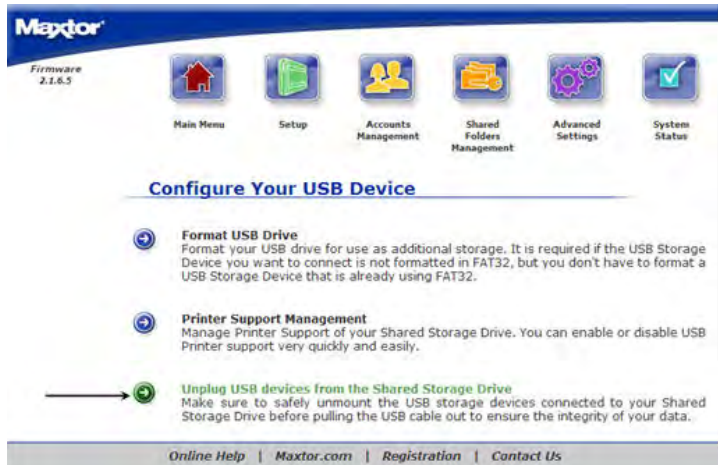 Maxtor
Firmware
2.1.6.5
Main Menu
Setup
Accounts
Management
Shared
Folders
Management
Advanced
Settings
System
Status
Configure Your USB Device
Format USB Drive
Format your USB drive for use as additional storage. It is required if the USB Storage
Device you want to connect is not formatted in FAT32, but you don't have to format a
USB Storage Device that is already using FAT32.
Printer Support Management
Manage Printer Support of your Shared Storage Drive. You can enable or disable USB
Printer support very quickly and easily.
Unplug USB devices from the Shared Storage Drive
Make sure to safely unmount the USB storage devices connected to your Shared
Storage Drive before pulling the USB cable out to ensure the integrity of your data.
Online Help | Maxtor.com | Registration | Contact Us